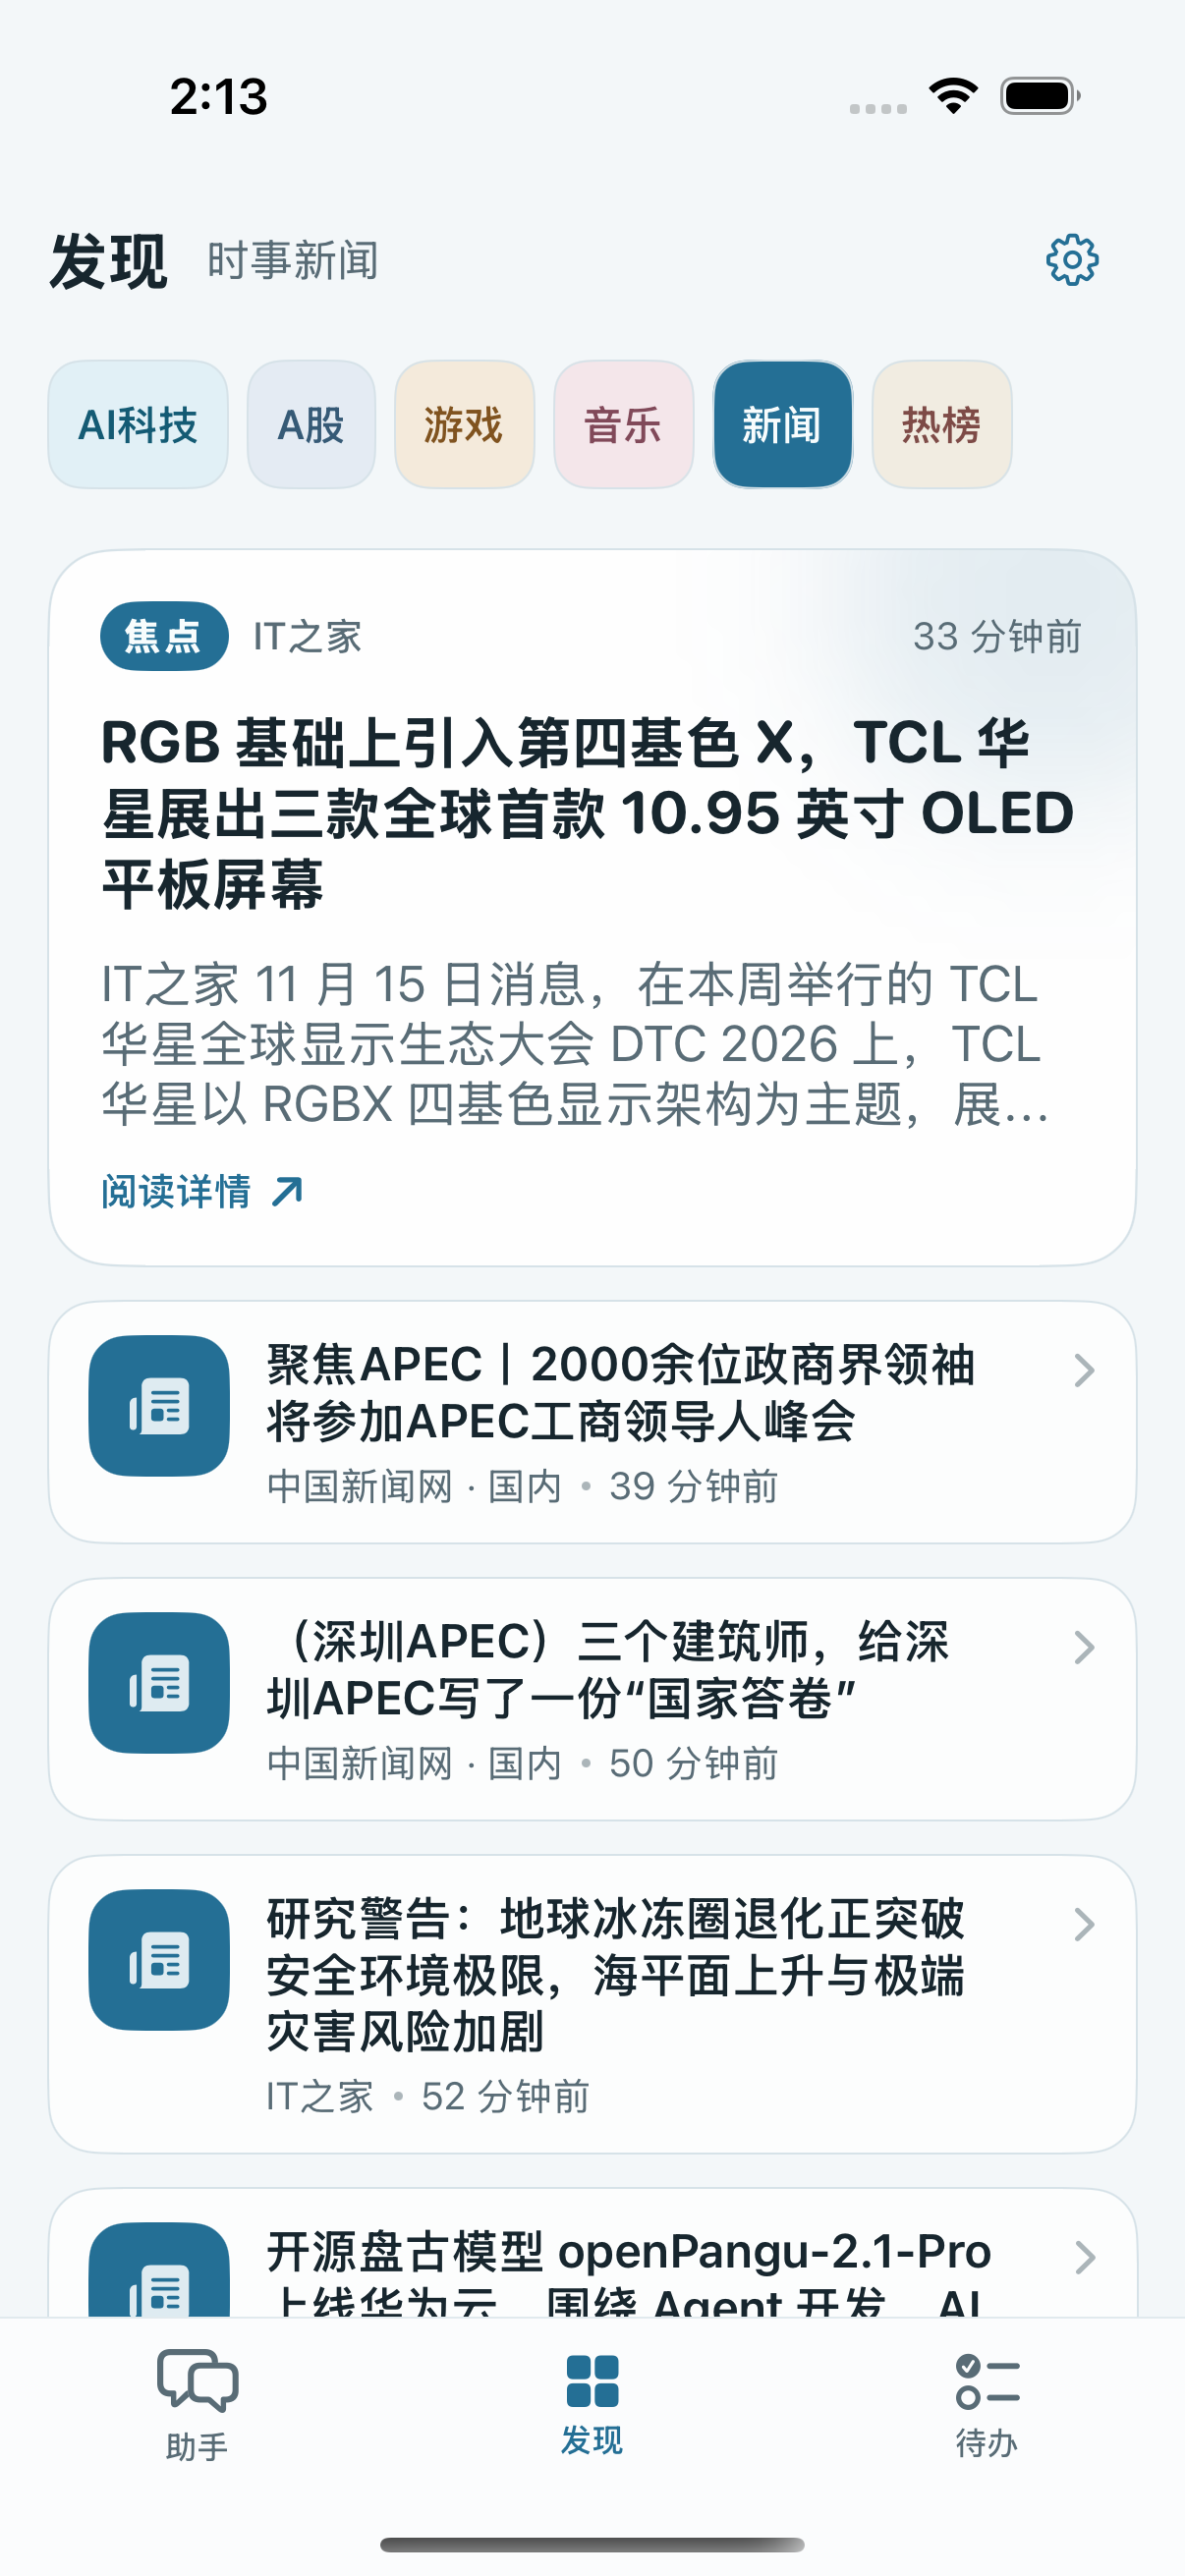 2:13
发现 时事新闻
AI科技 A股 游戏 音乐 新闻 热榜
焦点 IT之家 33 分钟前
RGB 基础上引入第四基色 X，TCL 华
星展出三款全球首款 10.95 英寸 OLED
平板屏幕
IT之家 11 月 15 日消息，在本周举行的 TCL
华星全球显示生态大会 DTC 2026 上，TCL
华星以 RGBX 四基色显示架构为主题，展…
阅读详情
聚焦APEC丨2000余位政商界领袖
将参加APEC工商领导人峰会
中国新闻网 · 国内 • 39 分钟前
（深圳APEC）三个建筑师，给深
圳APEC写了一份“国家答卷”
中国新闻网 · 国内 • 50 分钟前
研究警告：地球冰冻圈退化正突破
安全环境极限，海平面上升与极端
灾害风险加剧
IT之家 • 52 分钟前
开源盘古模型 openPangu-2.1-Pro
上线华为云，围绕 Agent 开发、AI
助手 发现 待办